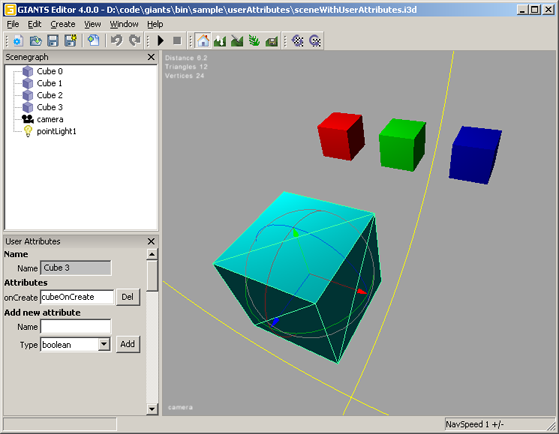 GIANTS Editor 4.0.0 - D:\code\giants\bin\sample\userAttributes\sceneWithUserAttributes.i3d
File Edit Create View Window Help
Scenegraph
Cube 0
Cube 1
Cube 2
Cube 3
camera
pointLight1
Distance 6.2
Triangles 12
Vertices 24
User Attributes
Name
Name Cube 3
Attributes
onCreate cubeOnCreate Del
Add new attribute
Name
Type boolean Add
camera
NavSpeed 1 +/-